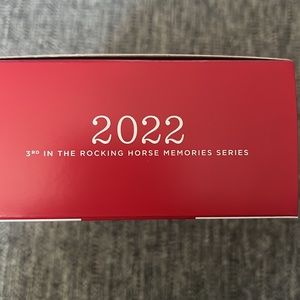 2022
3RD IN THE ROCKING HORSE MEMORIES SERIES